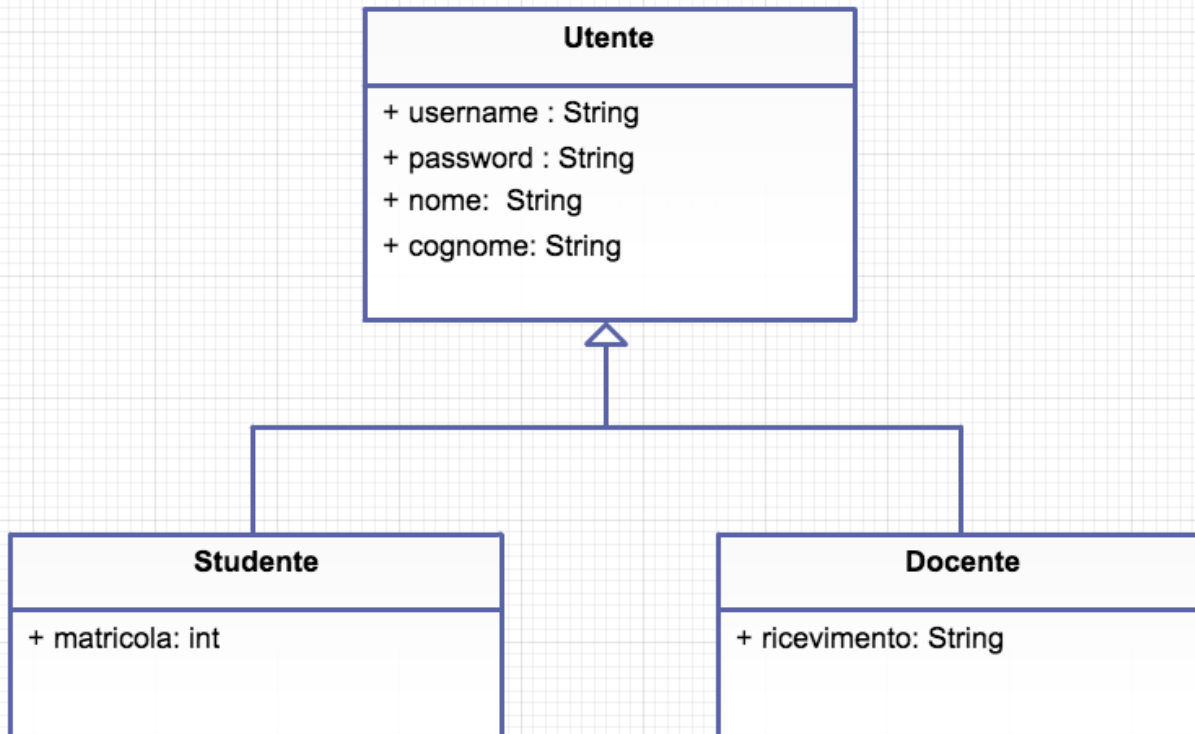 Utente
+ username : String
+ password : String
+ nome: String
+ cognome: String
Studente
+ matricola: int
Docente
+ ricevimento: String